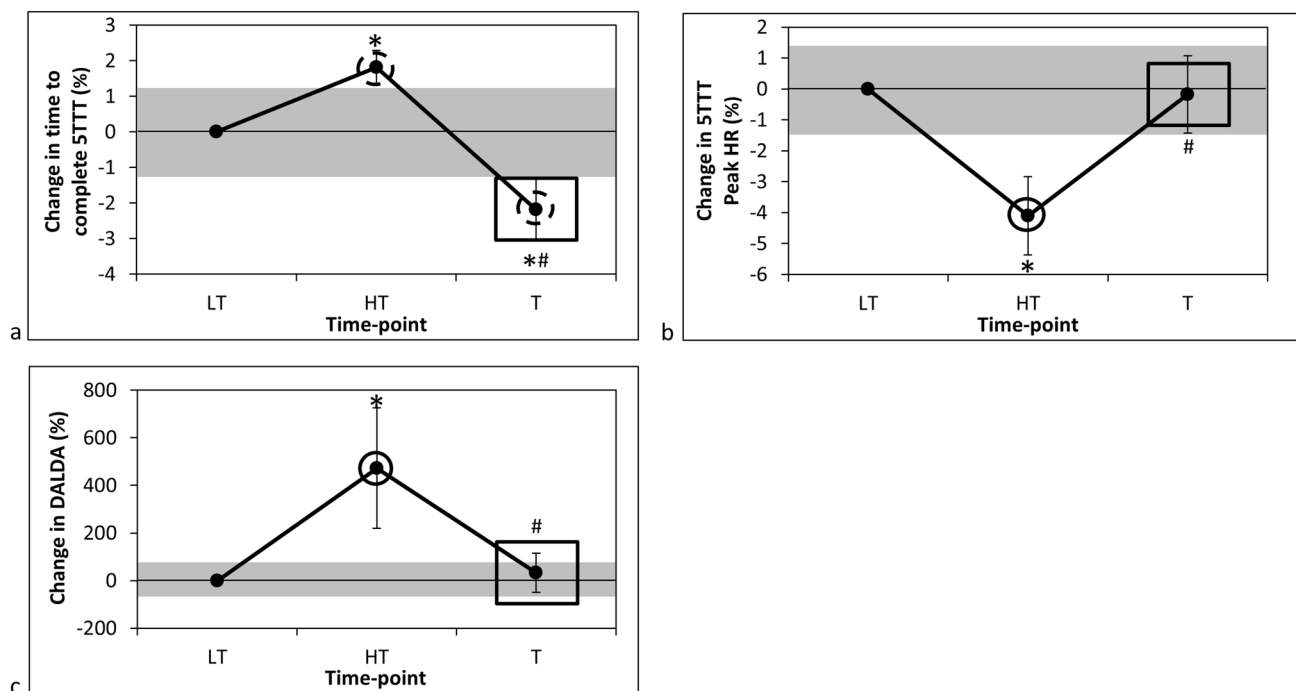 Change in time to
complete 5TTT (%)
3
2
1
0
-1
-2
-3
-4
*
*#
LT HT T
Time-point
a
Change in 5TTT
Peak HR (%)
2
1
0
-1
-2
-3
-4
-5
-6
*
#
LT HT T
Time-point
b
Change in DALDA (%)
800
600
400
200
0
-200
*
#
LT HT T
Time-point
c